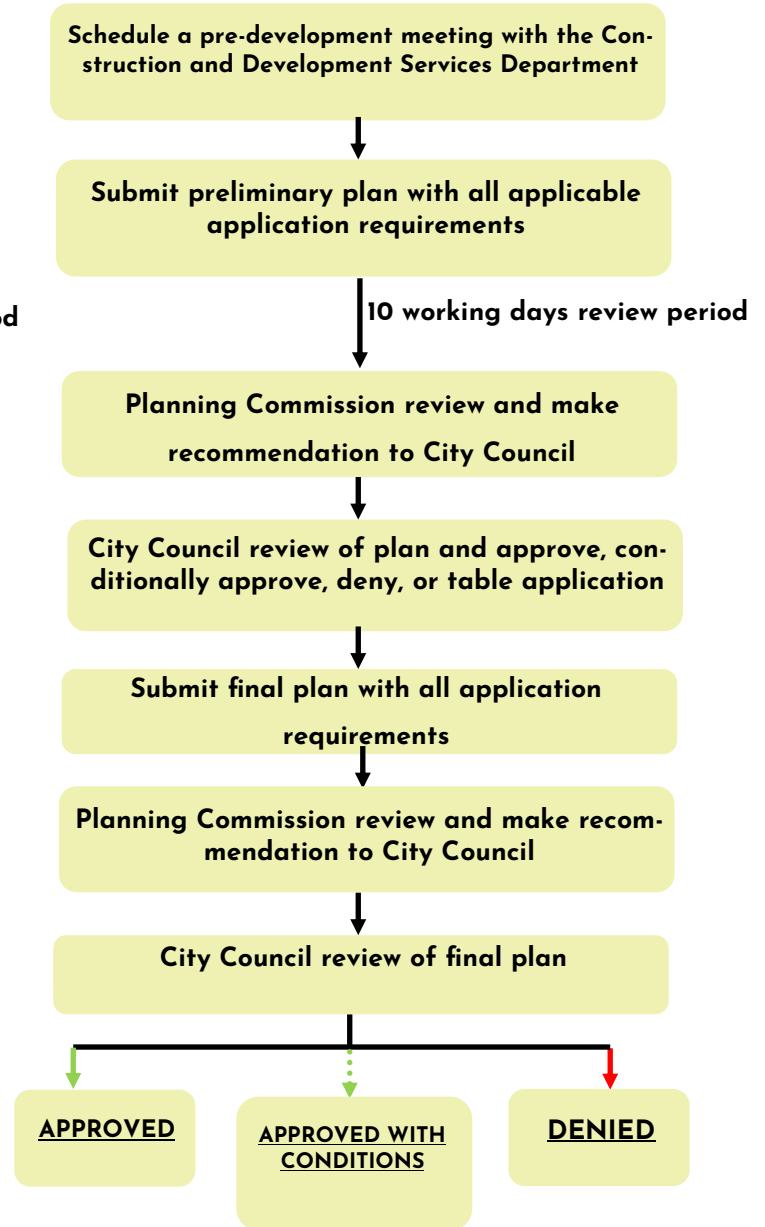 Schedule a pre-development meeting with the Con-
struction and Development Services Department
Submit preliminary plan with all applicable
application requirements
10 working days review period
Planning Commission review and make
recommendation to City Council
City Council review of plan and approve, con-
ditionally approve, deny, or table application
Submit final plan with all application
requirements
Planning Commission review and make recom-
mendation to City Council
City Council review of final plan
APPROVED
APPROVED WITH
CONDITIONS
DENIED